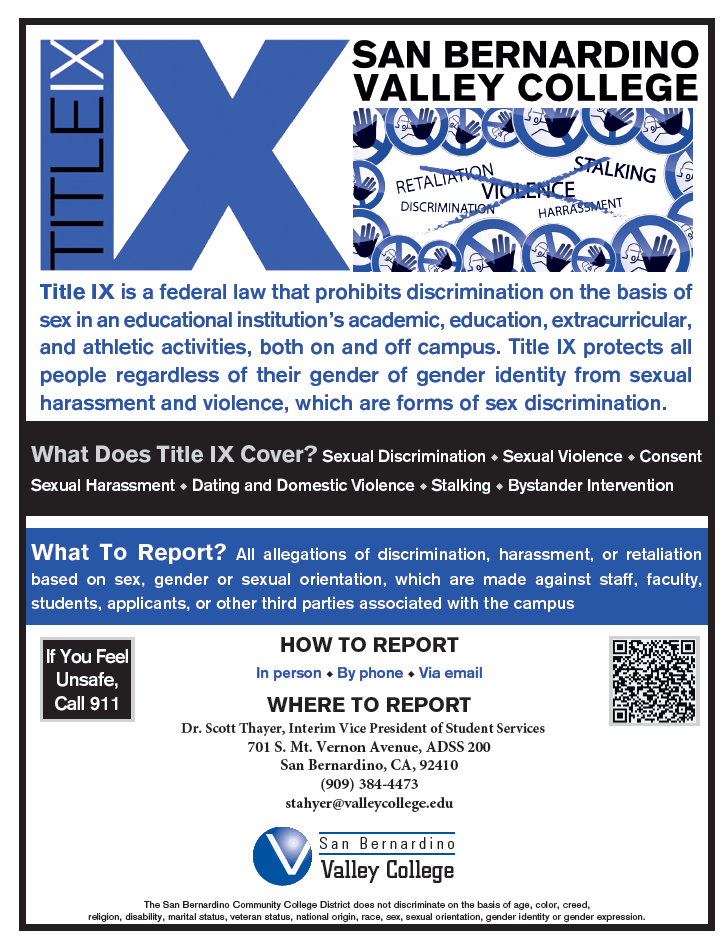 TITLE IX
IX
SAN BERNARDINO
VALLEY COLLEGE
RETALIATION
STALKING
VIOLENCE
DISCRIMINATION
HARRASSMENT
Title IX is a federal law that prohibits discrimination on the basis of
sex in an educational institution's academic, education, extracurricular,
and athletic activities, both on and off campus. Title IX protects all
people regardless of their gender of gender identity from sexual
harassment and violence, which are forms of sex discrimination.
What Does Title IX Cover? Sexual Discrimination ⬥ Sexual Violence ⬥ Consent
Sexual Harassment ⬥ Dating and Domestic Violence ⬥ Stalking ⬥ Bystander Intervention
What To Report? All allegations of discrimination, harassment, or retaliation
based on sex, gender or sexual orientation, which are made against staff, faculty,
students, applicants, or other third parties associated with the campus
If You Feel
Unsafe,
Call 911
HOW TO REPORT
In person ⬥ By phone ⬥ Via email
WHERE TO REPORT
Dr. Scott Thayer, Interim Vice President of Student Services
701 S. Mt. Vernon Avenue, ADSS 200
San Bernardino, CA, 92410
(909) 384-4473
stahyer@valleycollege.edu
San Bernardino
Valley College
The San Bernardino Community College District does not discriminate on the basis of age, color, creed,
religion, disability, marital status, veteran status, national origin, race, sex, sexual orientation, gender identity or gender expression.